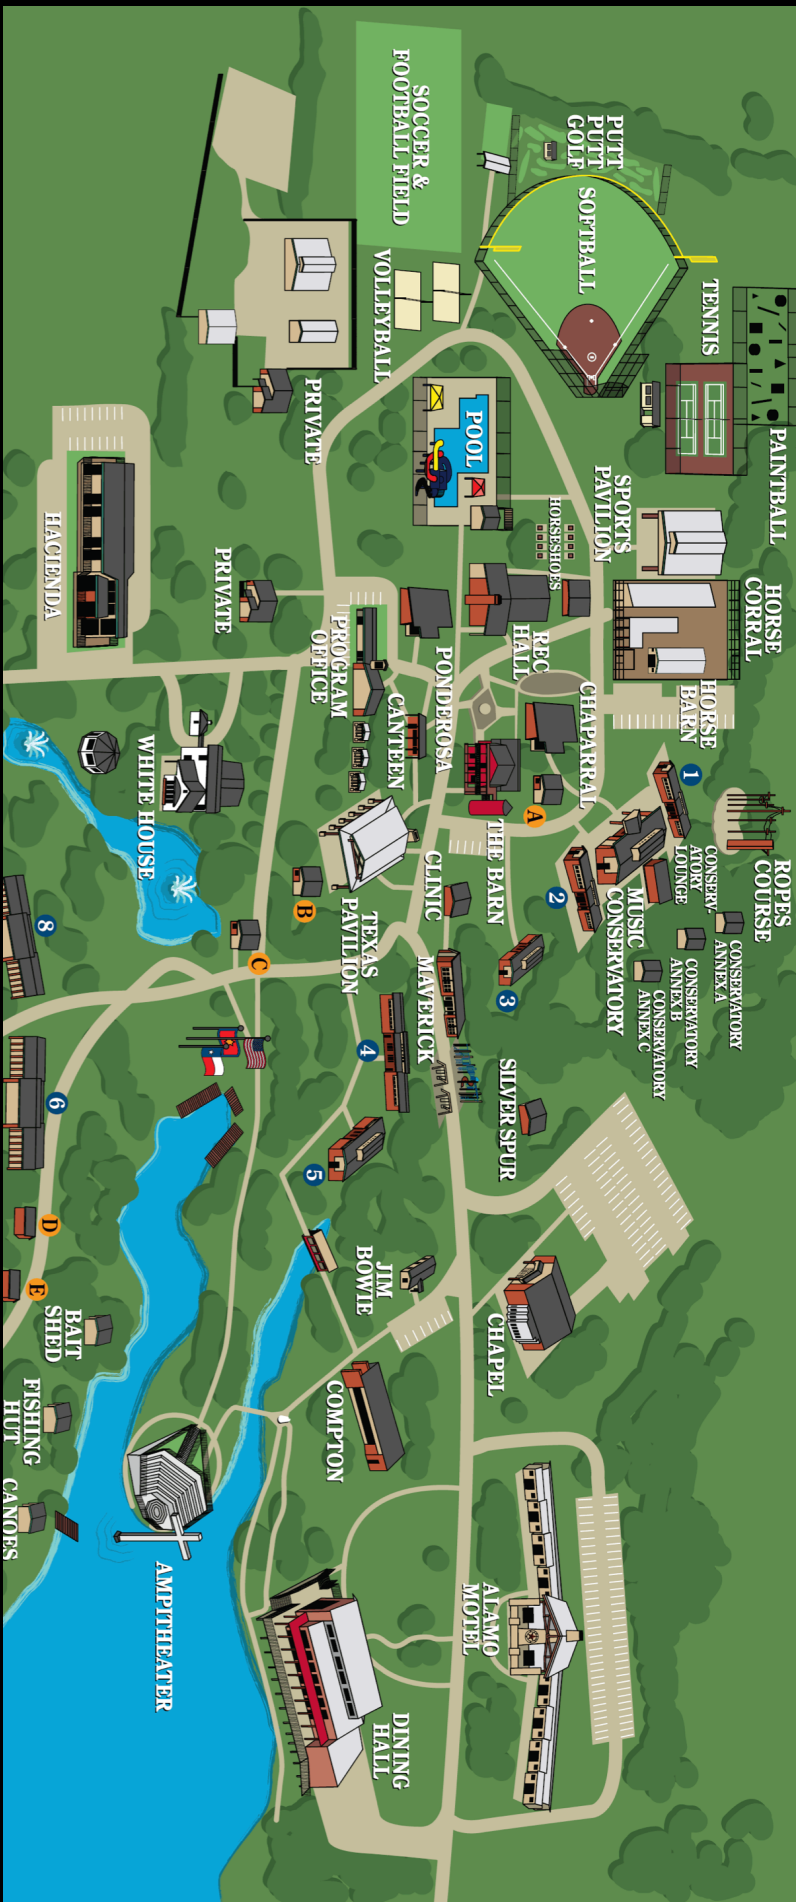 SOCCER &
FOOTBALL FIELD
PUTT
PUTT
GOLF
SOFTBALL
VOLLEYBALL
TENNIS
PAINTBALL
POOL
SPORTS
PAVILION
HORSESHOES
HORSE
CORRAL
HORSE
BARN
REC
HALL
PRIVATE
PRIVATE
HACIENDA
PROGRAM
OFFICE
PONDEROSA
CANTEEN
CHAPARRAL
WHITE HOUSE
THE BARN
A
1
ROPES
COURSE
CONSERV-
ATORY
LOUNGE
MUSIC
CONSERVATORY
2
CONSERVATORY
ANNEX A
CONSERVATORY
ANNEX B
CONSERVATORY
ANNEX C
CLINIC
TEXAS
PAVILION
B
C
3
MAVERICK
4
5
8
6
SILVER SPUR
D
E
JIM
BOWIE
CHAPEL
COMPTON
BAIT
SHED
FISHING
HUT
CANOES
AMPITHEATER
ALAMO
MOTEL
DINING
HALL